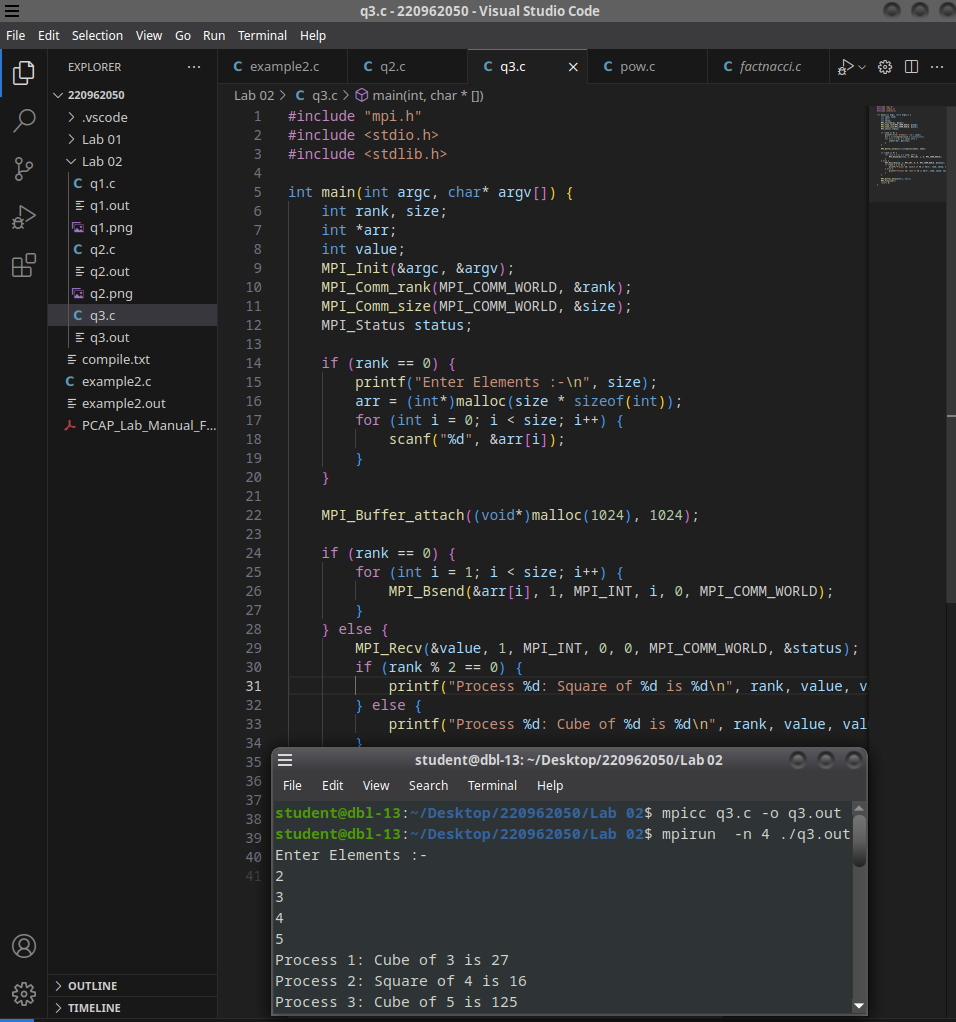 q3.c - 220962050 - Visual Studio Code
File Edit Selection View Go Run Terminal Help
EXPLORER ...
220962050
.vscode
Lab 01
Lab 02
q1.c
q1.out
q1.png
q2.c
q2.out
q2.png
q3.c
q3.out
compile.txt
example2.c
example2.out
PCAP_Lab_Manual_F...
OUTLINE
TIMELINE
C example2.c C q2.c C q3.c C pow.c C factnacci.c
Lab 02 > C q3.c > main(int, char * [])
1 #include "mpi.h"
2 #include <stdio.h>
3 #include <stdlib.h>
4
5 int main(int argc, char* argv[]) {
6 int rank, size;
7 int *arr;
8 int value;
9 MPI_Init(&argc, &argv);
10 MPI_Comm_rank(MPI_COMM_WORLD, &rank);
11 MPI_Comm_size(MPI_COMM_WORLD, &size);
12 MPI_Status status;
13
14 if (rank == 0) {
15 printf("Enter Elements :-\n", size);
16 arr = (int*)malloc(size * sizeof(int));
17 for (int i = 0; i < size; i++) {
18 scanf("%d", &arr[i]);
19 }
20 }
21
22 MPI_Buffer_attach((void*)malloc(1024), 1024);
23
24 if (rank == 0) {
25 for (int i = 1; i < size; i++) {
26 MPI_Bsend(&arr[i], 1, MPI_INT, i, 0, MPI_COMM_WORLD);
27 }
28 } else {
29 MPI_Recv(&value, 1, MPI_INT, 0, 0, MPI_COMM_WORLD, &status);
30 if (rank % 2 == 0) {
31 printf("Process %d: Square of %d is %d\n", rank, value, v
32 } else {
33 printf("Process %d: Cube of %d is %d\n", rank, value, val
34 }
35
36
37
38
39
40
41
student@dbl-13: ~/Desktop/220962050/Lab 02
File Edit View Search Terminal Help
student@dbl-13:~/Desktop/220962050/Lab 02$ mpicc q3.c -o q3.out
student@dbl-13:~/Desktop/220962050/Lab 02$ mpirun  -n 4 ./q3.out
Enter Elements :-
2
3
4
5
Process 1: Cube of 3 is 27
Process 2: Square of 4 is 16
Process 3: Cube of 5 is 125